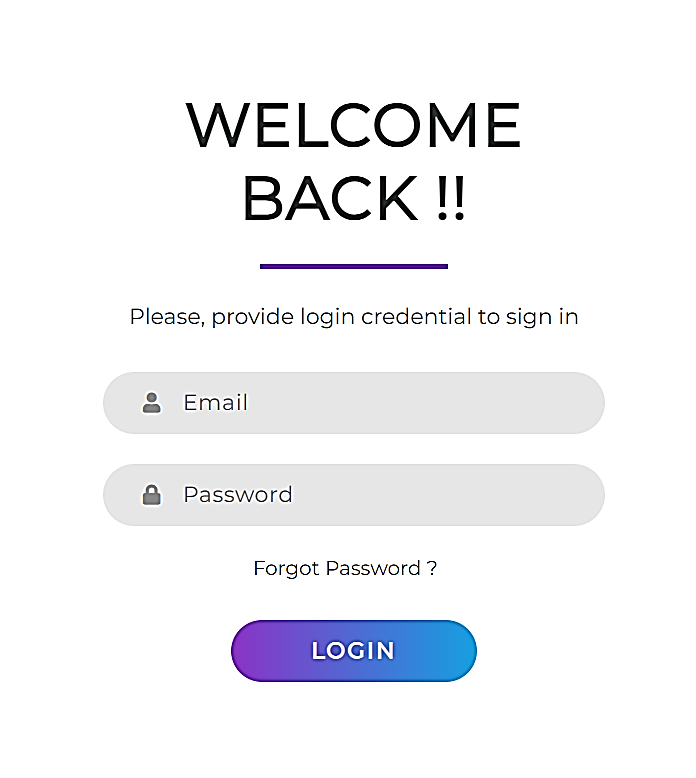 WELCOME
BACK !!
Please, provide login credential to sign in
Email
Password
Forgot Password ?
LOGIN